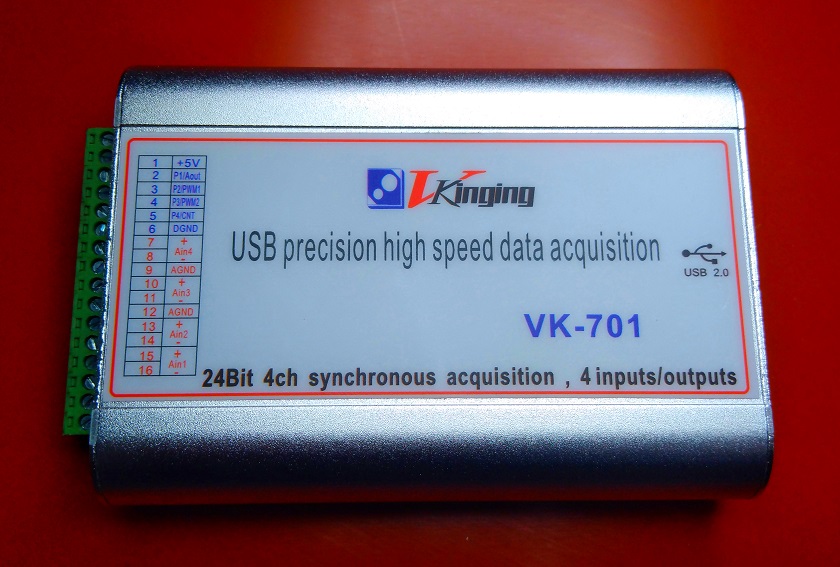 VKinging
USB precision high speed data acquisition
USB 2.0
VK-701
24Bit 4ch synchronous acquisition , 4 inputs/outputs
1 +5V
2 P1/Aout
3 P2/PWM1
4 P3/PWM2
5 P4/CNT
6 DGND
7 +
Ain4
8 -
9 AGND
10 +
Ain3
11 -
12 AGND
13 +
Ain2
14 -
15 +
Ain1
16 -